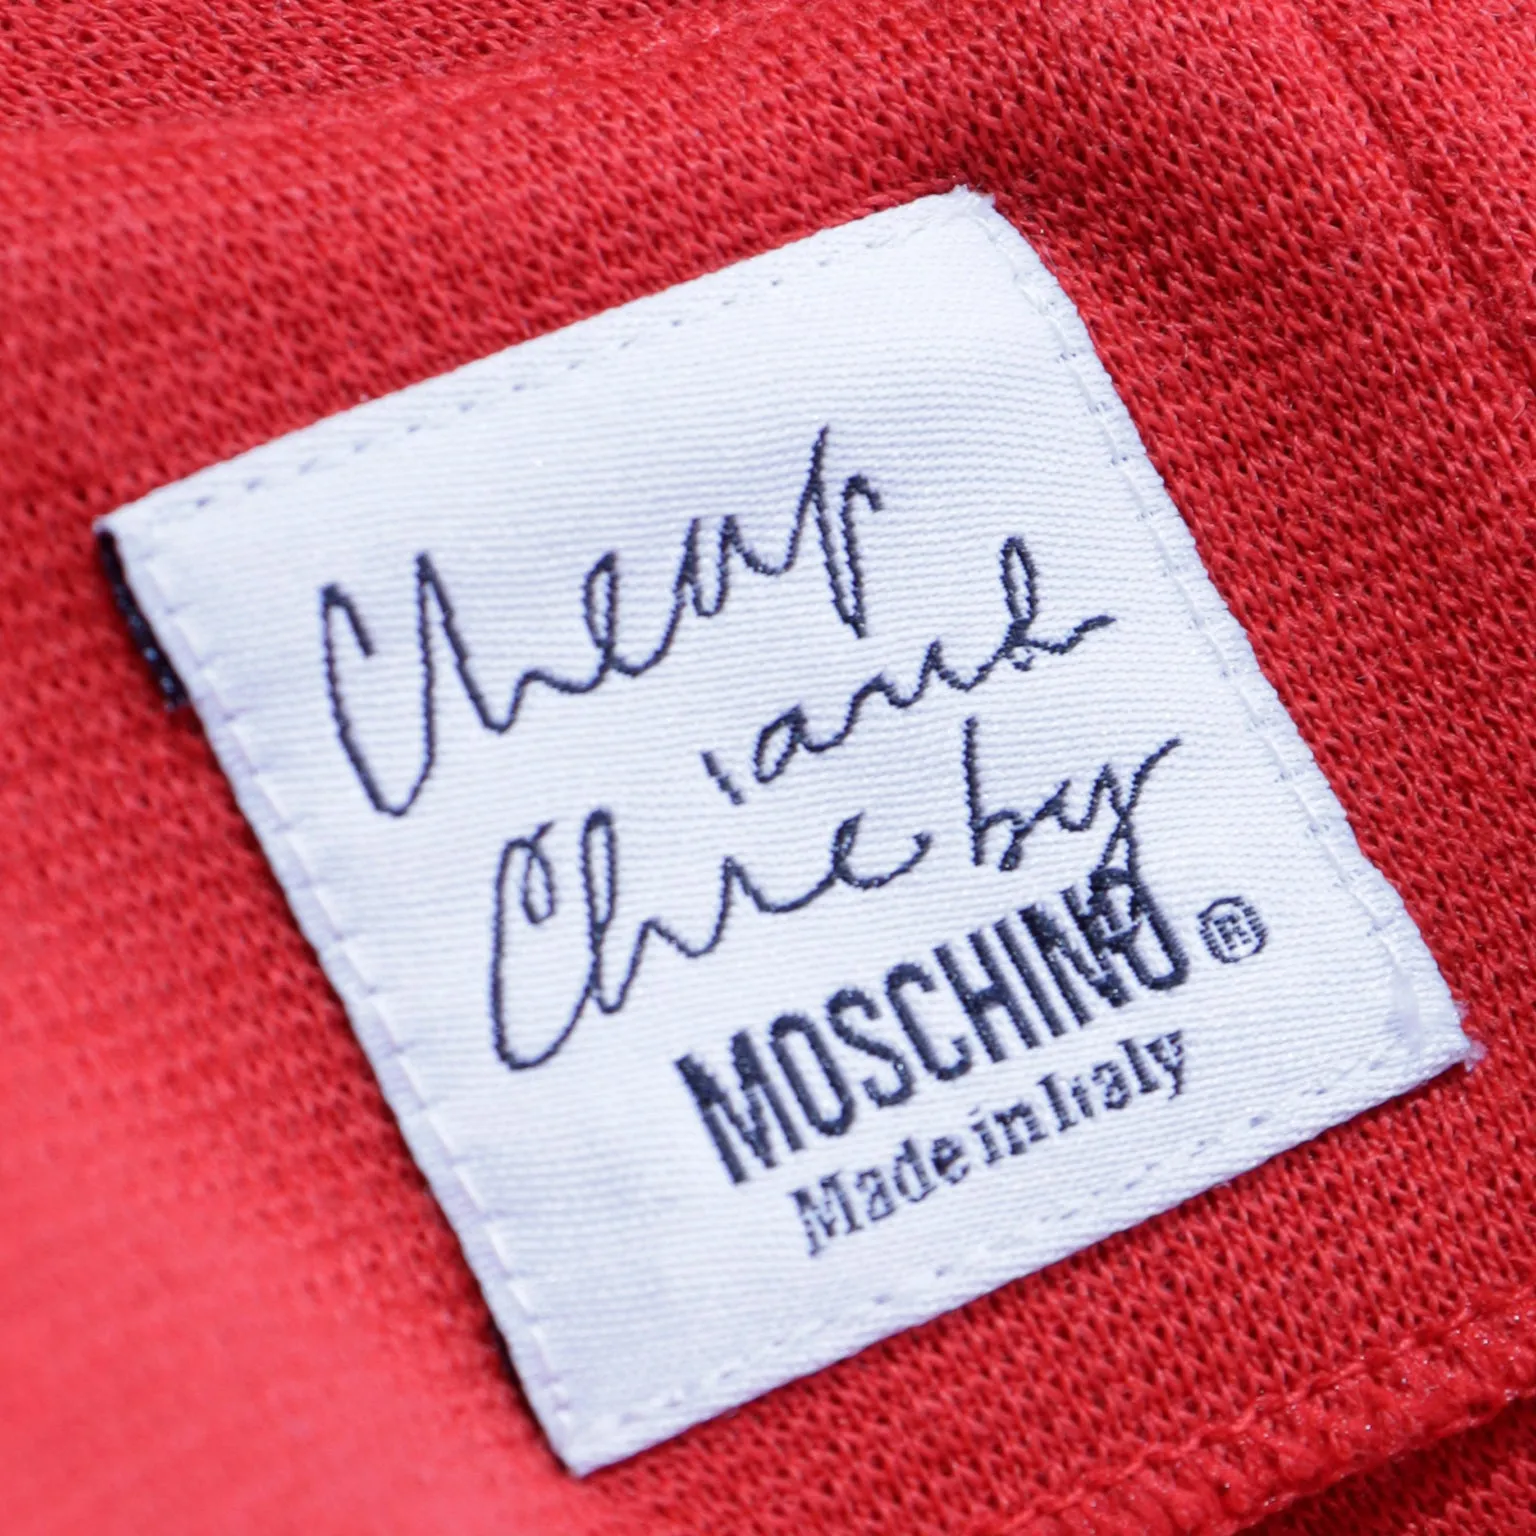 Cheap
and
Chic by
MOSCHINO®
Made in Italy